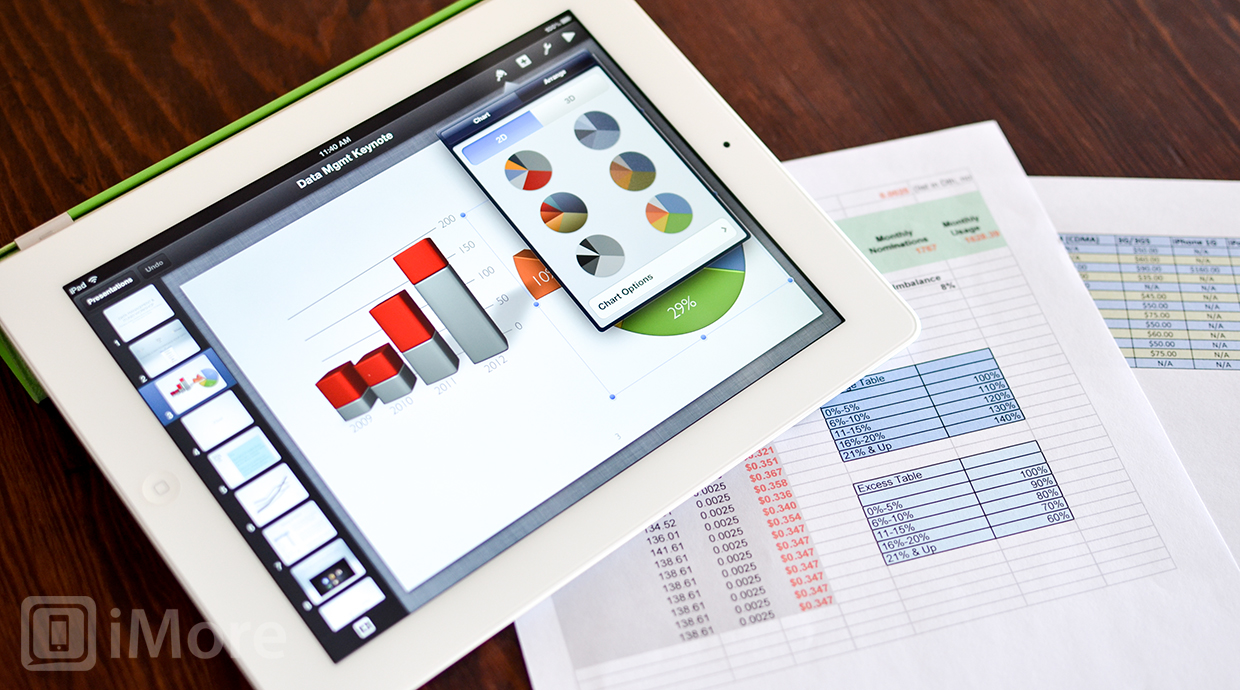 iPad
11:40 AM
100%
Presentations
Undo
Data Mgmt Keynote
Chart
Arrange
2D
3D
Chart Options
200
150
100
50
0
2009
2010
2011
2012
10%
29%
3
1
2
3
4
5
6
7
8
0.0025
Monthly
Nominations
1787
Monthly
Usage
Imbalance
8%
Table
0%-5% 100%
6%-10% 110%
11-15% 120%
16%-20% 130%
21% & Up 140%
Excess Table
0%-5% 100%
6%-10% 90%
11-15% 80%
16%-20% 70%
21% & Up 60%
$0.351
$0.367
0.0025 $0.358
0.0025 $0.336
134.52 0.0025 $0.340
136.01 0.0025 $0.354
141.61 0.0025 $0.347
138.61 0.0025 $0.347
138.61 0.0025 $0.347
138.61 0.0025 $0.347
138.61 0.0025 $0.347
138.61 0.0025 $0.347
138.61
[CDMA] 3G/3GS iPhone 1G
$60.00 N/A
$90.00 $160.00
$35.00 N/A
N/A N/A
$45.00 N/A
$50.00 N/A
$75.00 N/A
$50.00 N/A
$60.00 N/A
$50.00 N/A
$75.00 N/A
N/A N/A
iMore